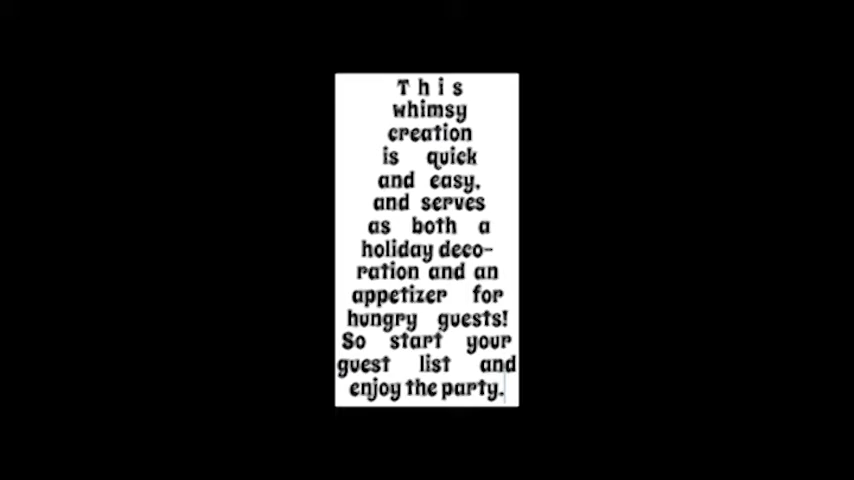 This
whimsy
creation
is quick
and easy,
and serves
as both a
holiday deco-
ration and an
appetizer for
hungry guests!
So start your
guest list and
enjoy the party.